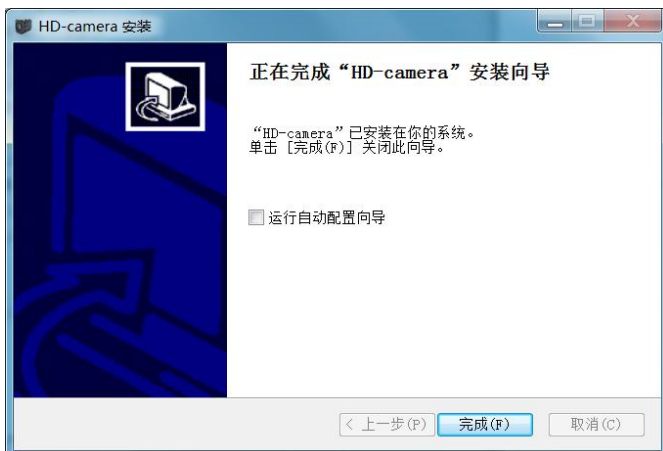 HD-camera 安装
正在完成“HD-camera”安装向导
“HD-camera”已安装在你的系统。
单击 [完成(F)] 关闭此向导。
运行自动配置向导
< 上一步(P)
完成(F)
取消(C)